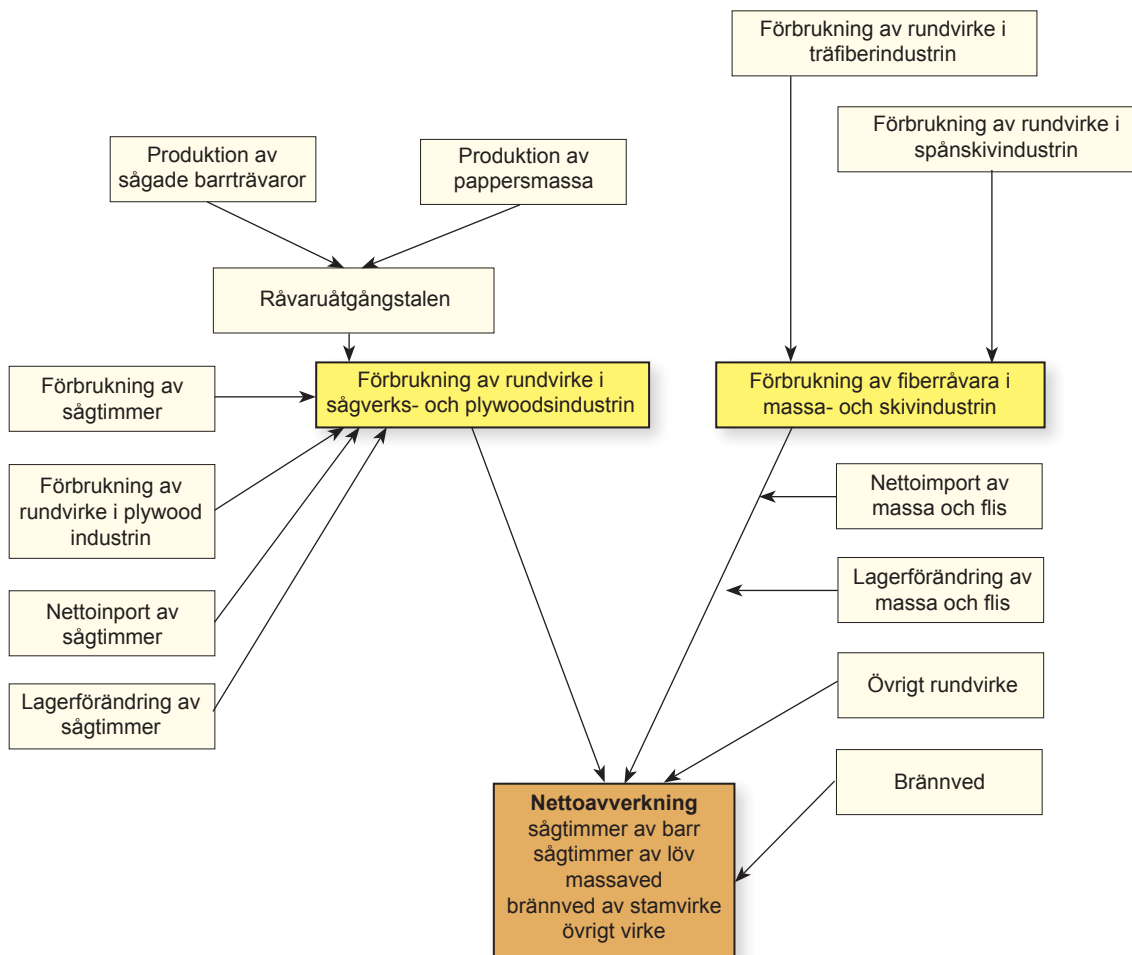 Förbrukning av rundvirke i
träfiberindustrin
Förbrukning av rundvirke i
spånskivindustrin
Produktion av
sågade barrträvaror
Produktion av
pappersmassa
Råvaruåtgångstalen
Förbrukning av
sågtimmer
Förbrukning av rundvirke i
sågverks- och plywoodsindustrin
Förbrukning av fiberråvara i
massa- och skivindustrin
Förbrukning av
rundvirke i plywood
industrin
Nettoimport av
massa och flis
Nettoinport av
sågtimmer
Lagerförändring av
massa och flis
Lagerförändring av
sågtimmer
Övrigt rundvirke
Brännved
Nettoavverkning
sågtimmer av barr
sågtimmer av löv
massaved
brännved av stamvirke
övrigt virke